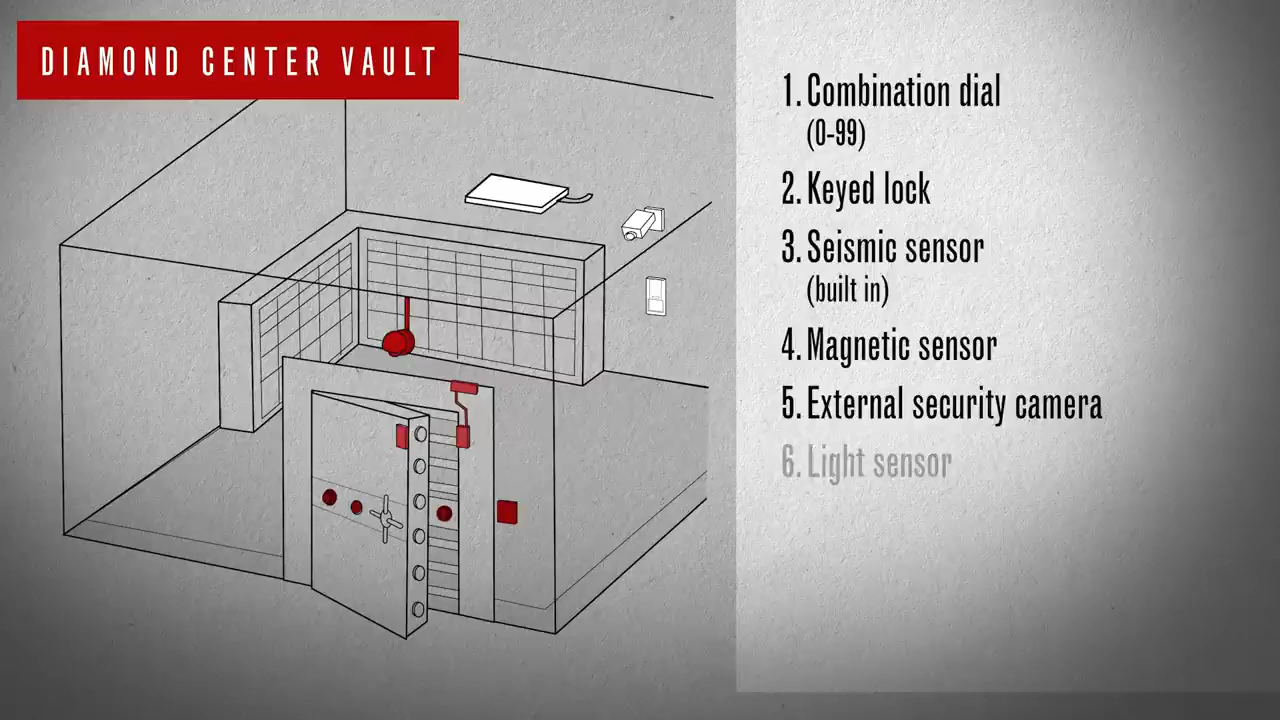 DIAMOND CENTER VAULT
1. Combination dial
(0-99)
2. Keyed lock
3. Seismic sensor
(built in)
4. Magnetic sensor
5. External security camera
6. Light sensor